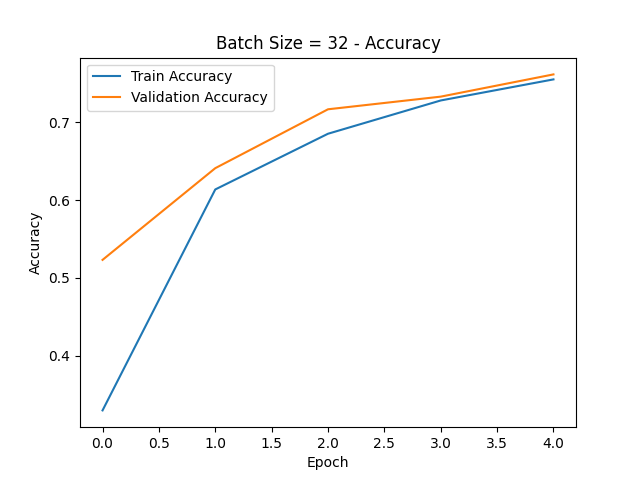 Batch Size = 32 - Accuracy
Train Accuracy
Validation Accuracy
0.7
0.6
0.5
0.4
Accuracy
0.0 0.5 1.0 1.5 2.0 2.5 3.0 3.5 4.0
Epoch